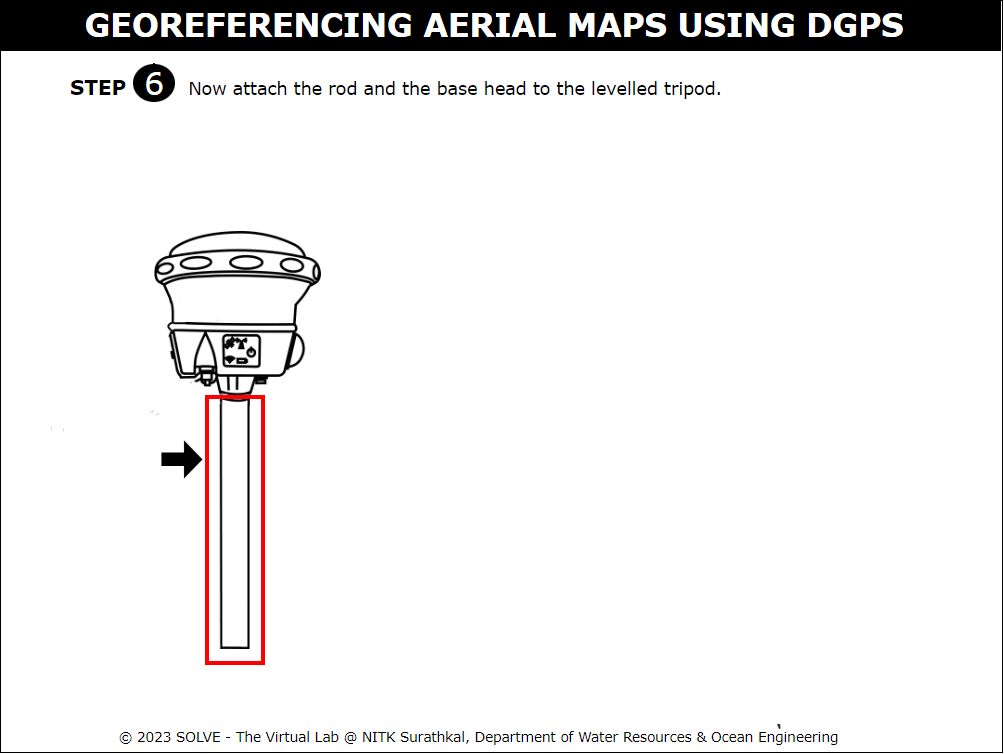 GEOREFERENCING AERIAL MAPS USING DGPS
STEP 6 Now attach the rod and the base head to the levelled tripod.
© 2023 SOLVE - The Virtual Lab @ NITK Surathkal, Department of Water Resources & Ocean Engineering